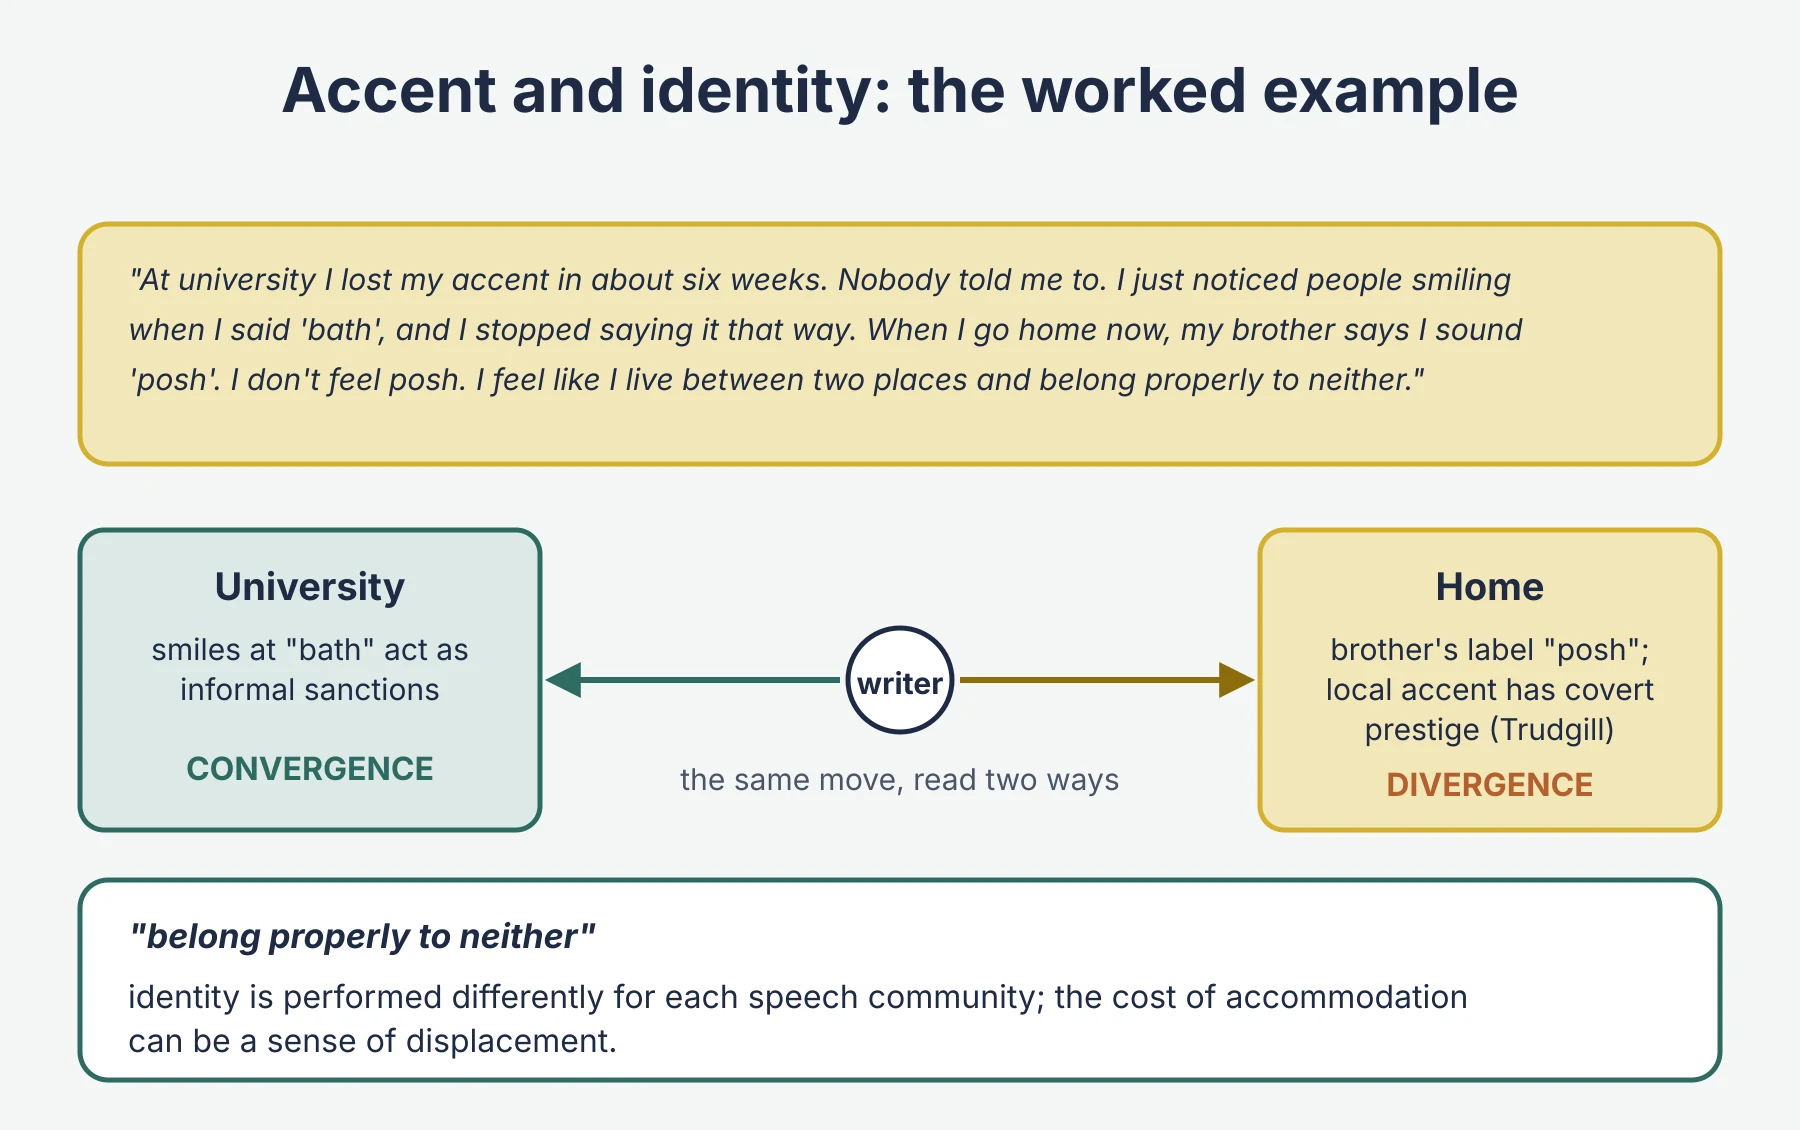 Accent and identity: the worked example
"At university I lost my accent in about six weeks. Nobody told me to. I just noticed people smiling
when I said 'bath', and I stopped saying it that way. When I go home now, my brother says I sound
'posh'. I don't feel posh. I feel like I live between two places and belong properly to neither."
University
smiles at "bath" act as
informal sanctions
CONVERGENCE
writer
the same move, read two ways
Home
brother's label "posh";
local accent has covert
prestige (Trudgill)
DIVERGENCE
"belong properly to neither"
identity is performed differently for each speech community; the cost of accommodation
can be a sense of displacement.